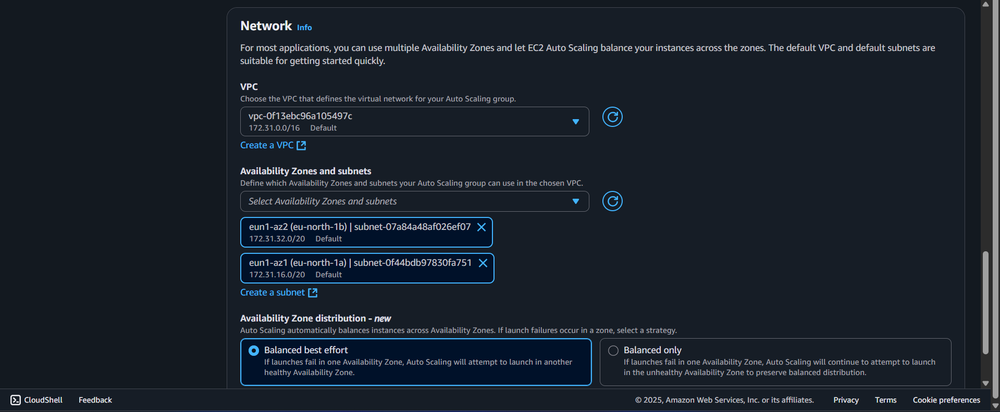 Network Info
For most applications, you can use multiple Availability Zones and let EC2 Auto Scaling balance your instances across the zones. The default VPC and default subnets are
suitable for getting started quickly.
VPC
Choose the VPC that defines the virtual network for your Auto Scaling group.
vpc-0f13ebc96a105497c
172.31.0.0/16 Default
Create a VPC
Availability Zones and subnets
Define which Availability Zones and subnets your Auto Scaling group can use in the chosen VPC.
Select Availability Zones and subnets
eun1-az2 (eu-north-1b) | subnet-07a84a48af026ef07
172.31.32.0/20 Default
eun1-az1 (eu-north-1a) | subnet-0f44bdb97830fa751
172.31.16.0/20 Default
Create a subnet
Availability Zone distribution - new
Auto Scaling automatically balances instances across Availability Zones. If launch failures occur in a zone, select a strategy.
Balanced best effort
If launches fail in one Availability Zone, Auto Scaling will attempt to launch in another
healthy Availability Zone.
Balanced only
If launches fail in one Availability Zone, Auto Scaling will continue to attempt to launch
in the unhealthy Availability Zone to preserve balanced distribution.
CloudShell Feedback © 2025, Amazon Web Services, Inc. or its affiliates. Privacy Terms Cookie preferences